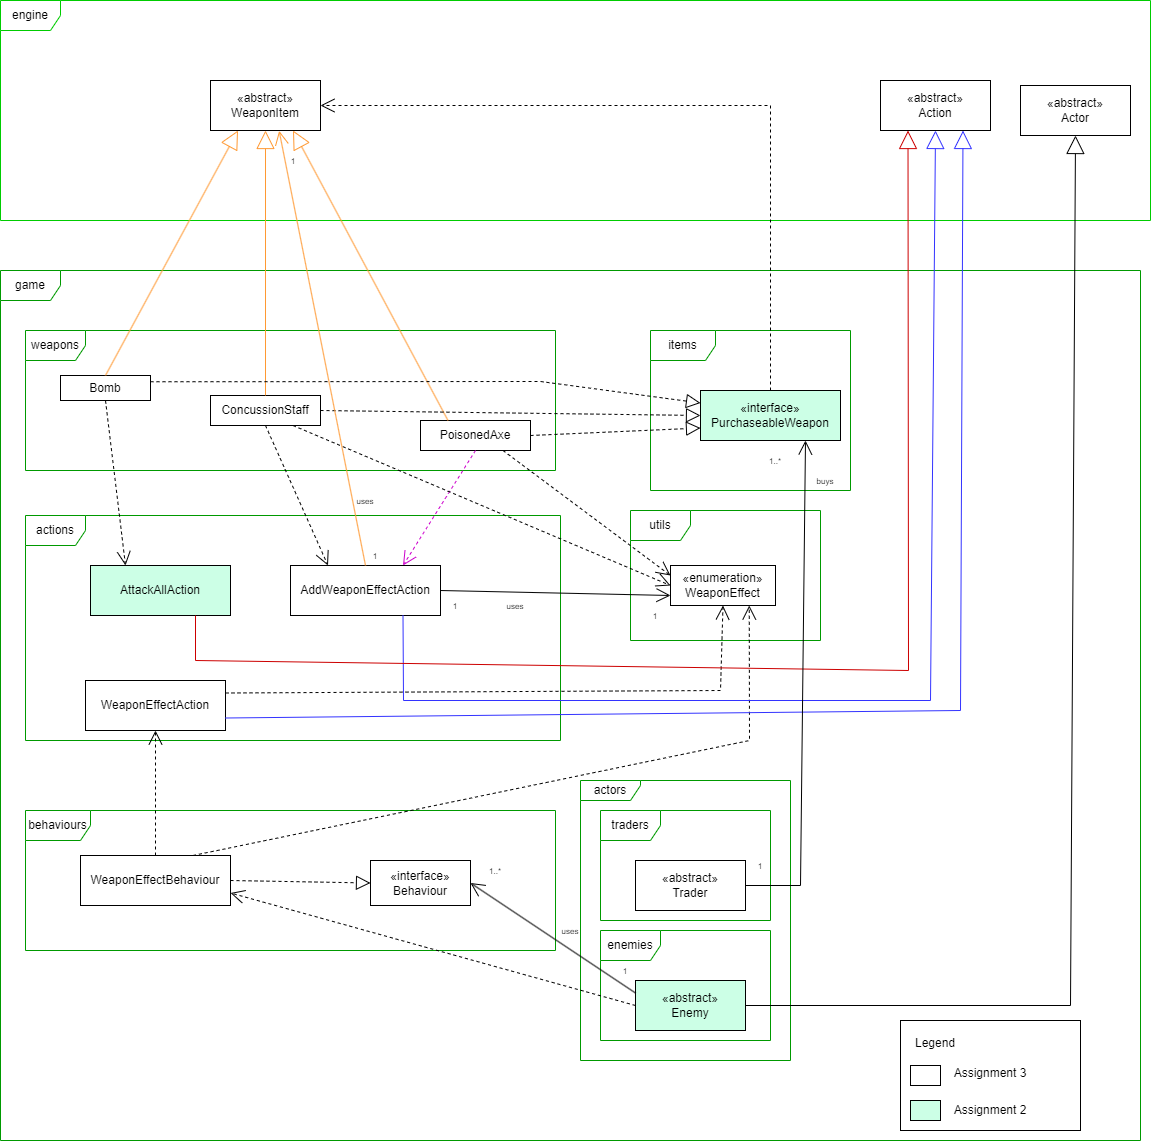 engine
«abstract»
WeaponItem
«abstract»
Action
«abstract»
Actor
1
game
weapons
items
Bomb
ConcussionStaff
PoisonedAxe
«interface»
PurchaseableWeapon
1..*
buys
uses
actions
utils
1
AttackAllAction
AddWeaponEffectAction
«enumeration»
WeaponEffect
1
uses
1
WeaponEffectAction
actors
behaviours
traders
WeaponEffectBehaviour
«interface»
Behaviour
1..*
1
«abstract»
Trader
uses
enemies
1
«abstract»
Enemy
Legend
Assignment 3
Assignment 2